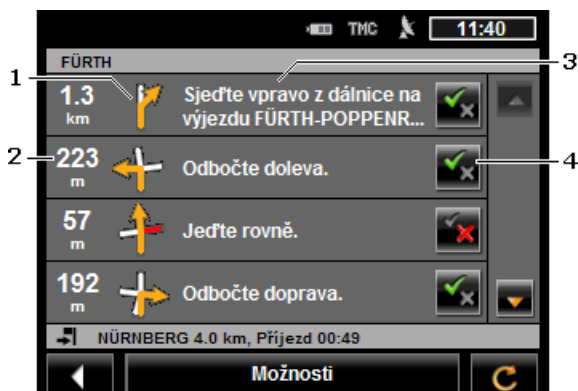 TMC 11:40
FÜRTH
1 3
1.3 km Sjeďte vpravo z dálnice na
výjezdu FÜRTH-POPPENR...
2 4
223 m Odbočte doleva.
57 m Jeďte rovně.
192 m Odbočte doprava.
NÜRNBERG 4.0 km, Příjezd 00:49
Možnosti